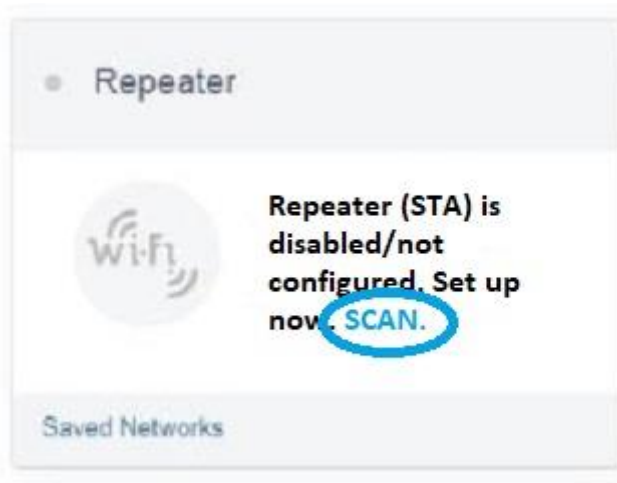 Repeater
Wi-Fi
Repeater (STA) is
disabled/not
configured. Set up
now. SCAN.
Saved Networks